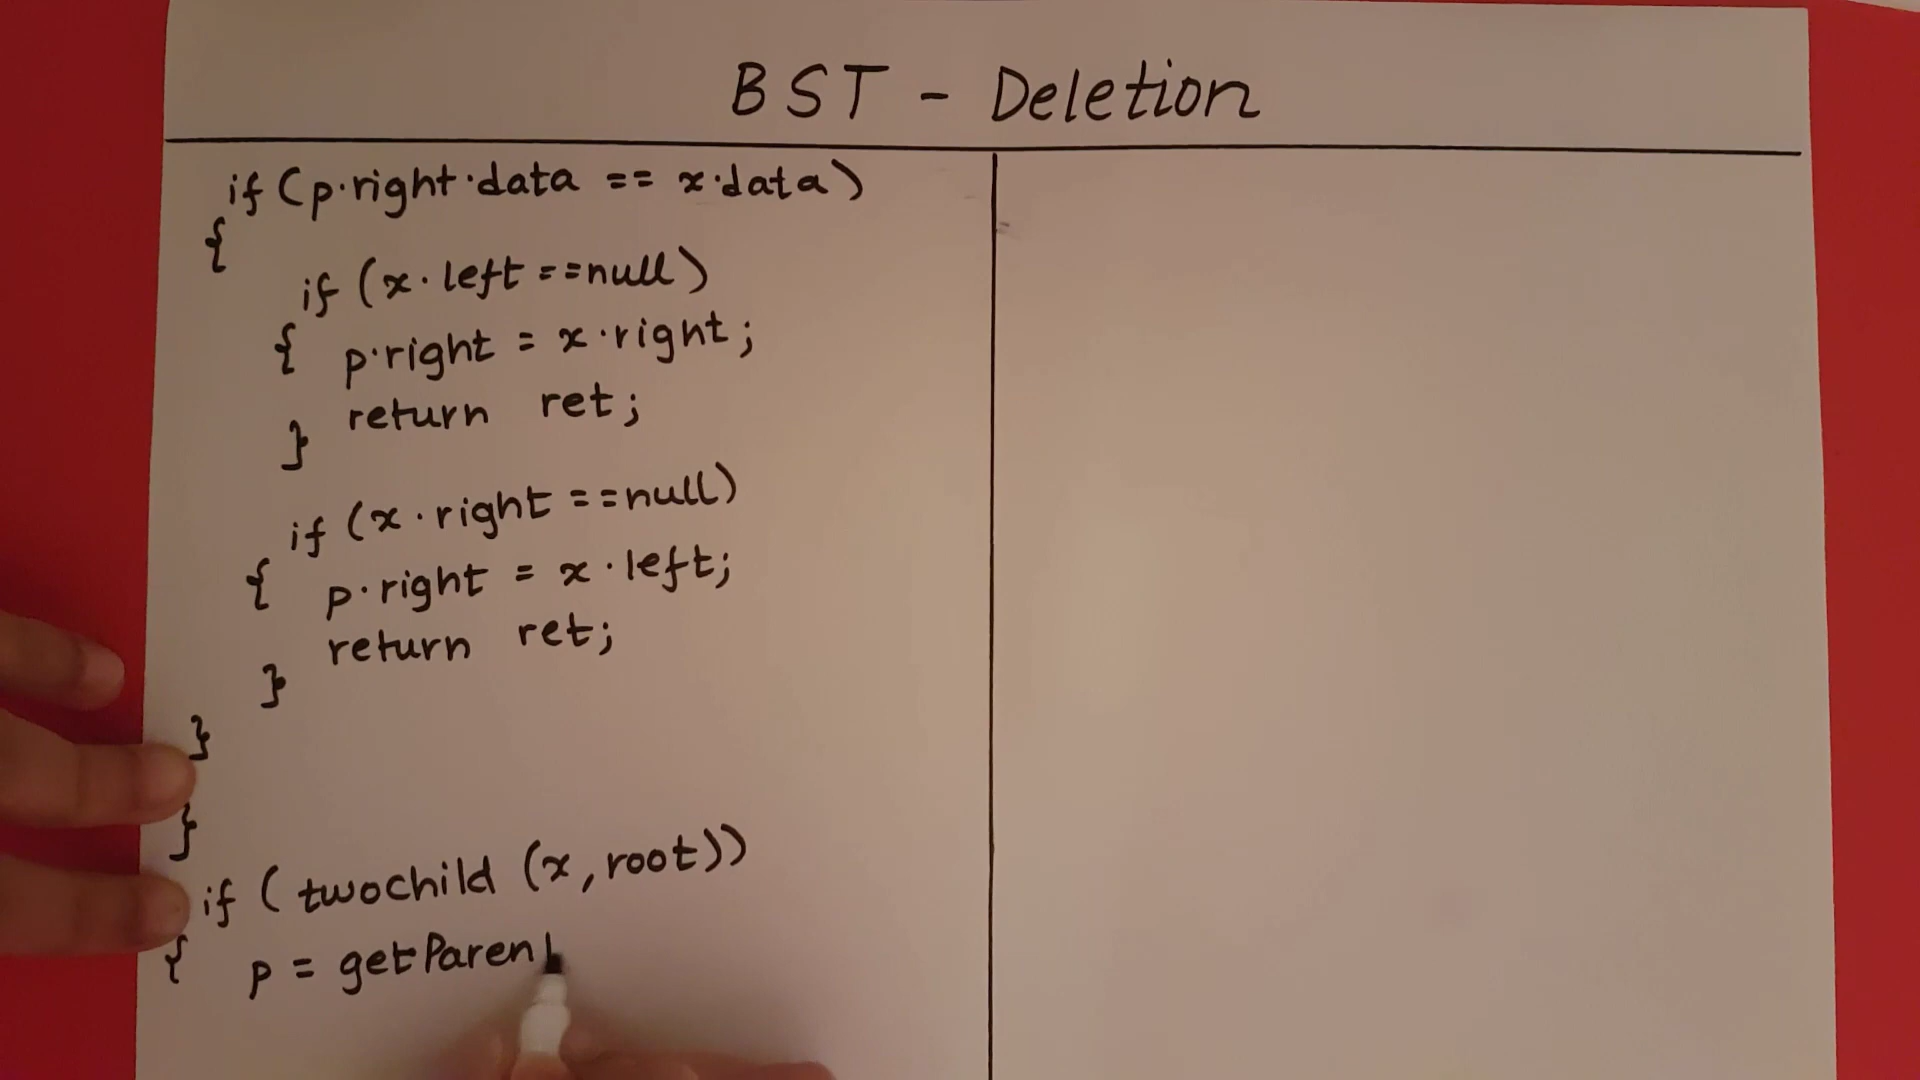 BST - Deletion
if (p.right.data == x.data)
{
if (x.left ==null)
{ p.right = x.right;
return ret;
}
if (x.right ==null)
{ p.right = x.left;
return ret;
}
}
}
if (twochild (x, root))
{ p = getParen